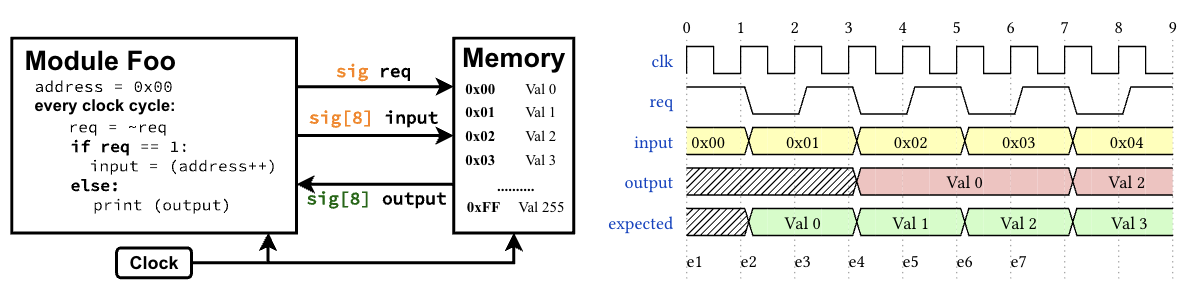 Module Foo
address = 0x00
every clock cycle:
req = ~req
if req == 1:
input = (address++)
else:
print (output)
sig req
sig[8] input
sig[8] output
Memory
0x00 Val 0
0x01 Val 1
0x02 Val 2
0x03 Val 3
..........
0xFF Val 255
Clock
0 1 2 3 4 5 6 7 8 9
clk
req
input 0x00 0x01 0x02 0x03 0x04
output Val 0 Val 2
expected Val 0 Val 1 Val 2 Val 3
e1 e2 e3 e4 e5 e6 e7